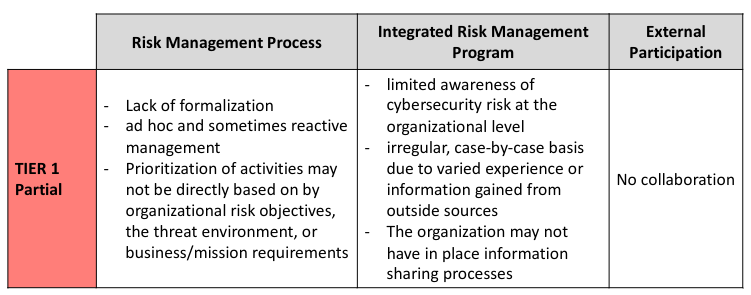 Risk Management Process
Integrated Risk Management
Program
External
Participation
TIER 1
Partial
- Lack of formalization
- ad hoc and sometimes reactive
management
- Prioritization of activities may
not be directly based on by
organizational risk objectives,
the threat environment, or
business/mission requirements
- limited awareness of
cybersecurity risk at the
organizational level
- irregular, case-by-case basis
due to varied experience or
information gained from
outside sources
- The organization may not
have in place information
sharing processes
No collaboration